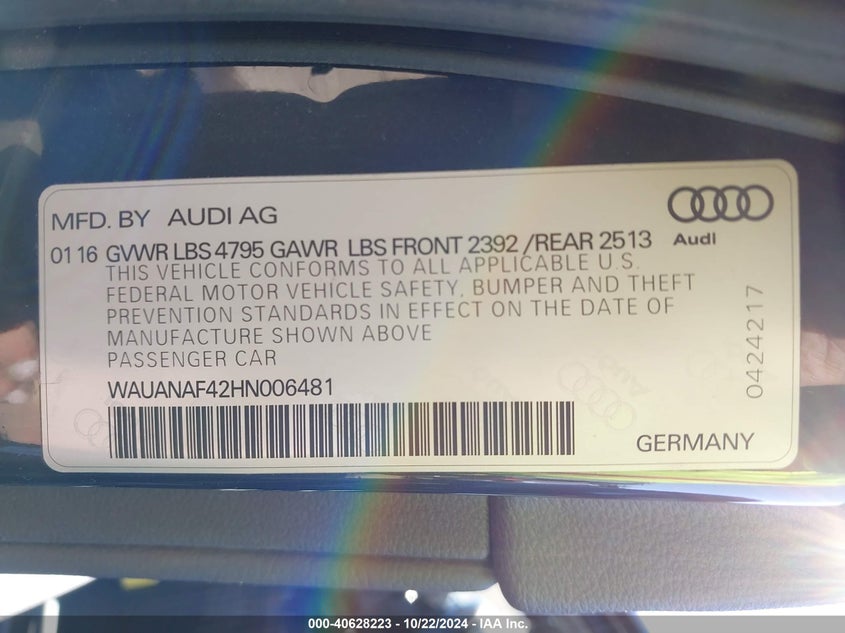 MFD. BY AUDI AG
Audi
01 16 GVWR LBS 4795 GAWR LBS FRONT 2392 /REAR 2513
THIS VEHICLE CONFORMS TO ALL APPLICABLE U.S.
FEDERAL MOTOR VEHICLE SAFETY, BUMPER AND THEFT
PREVENTION STANDARDS IN EFFECT ON THE DATE OF
MANUFACTURE SHOWN ABOVE
PASSENGER CAR
WAUANAF42HN006481
0424217
GERMANY
000-40628223 - 10/22/2024 - IAA Inc.